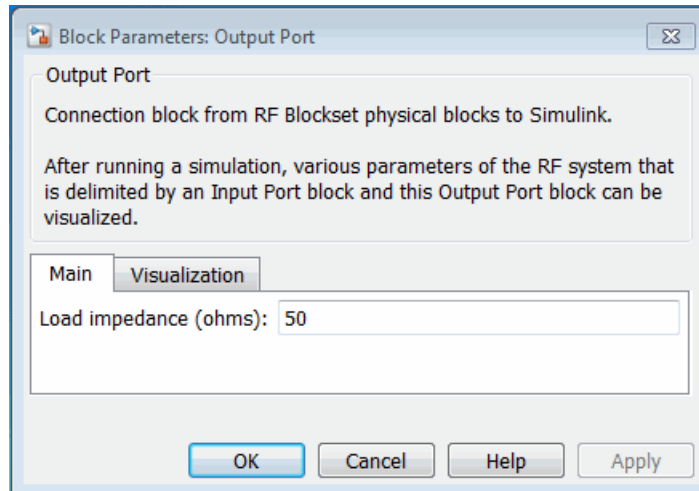 Block Parameters: Output Port
Output Port
Connection block from RF Blockset physical blocks to Simulink.
After running a simulation, various parameters of the RF system that
is delimited by an Input Port block and this Output Port block can be
visualized.
Main Visualization
Load impedance (ohms): 50
OK Cancel Help Apply